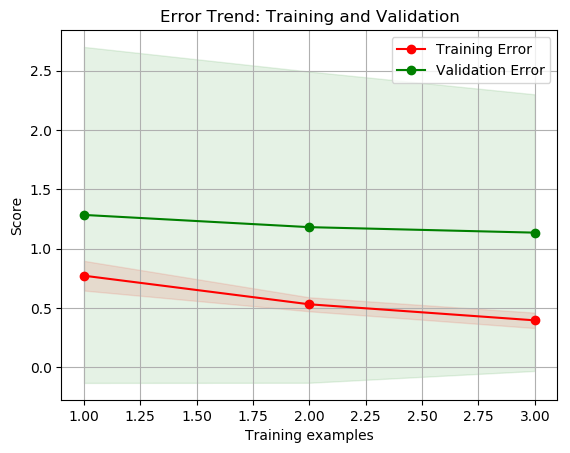 Error Trend: Training and Validation
Training Error
Validation Error
Score
2.5
2.0
1.5
1.0
0.5
0.0
1.00 1.25 1.50 1.75 2.00 2.25 2.50 2.75 3.00
Training examples